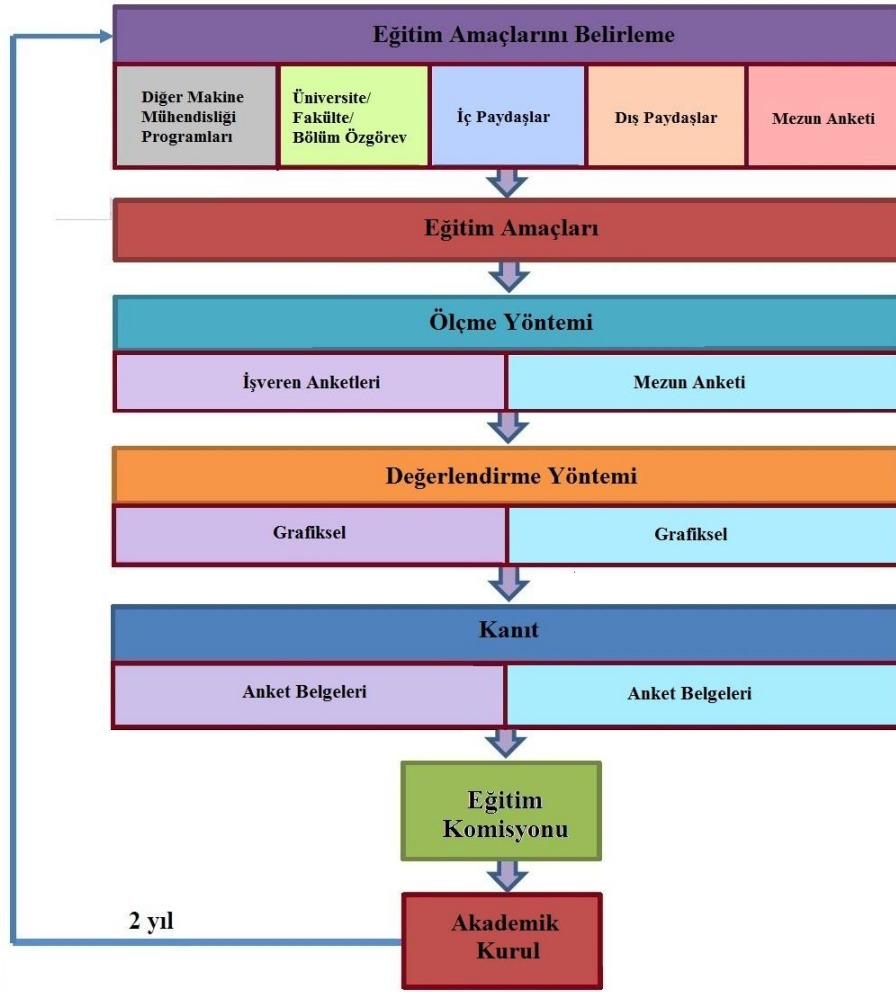 Eğitim Amaçlarını Belirleme
Diğer Makine
Mühendisliği
Programları
Üniversite/
Fakülte/
Bölüm Özgörev
İç Paydaşlar
Dış Paydaşlar
Mezun Anketi
Eğitim Amaçları
Ölçme Yöntemi
İşveren Anketleri
Mezun Anketi
Değerlendirme Yöntemi
Grafiksel
Grafiksel
Kanıt
Anket Belgeleri
Anket Belgeleri
Eğitim
Komisyonu
2 yıl
Akademik
Kurul